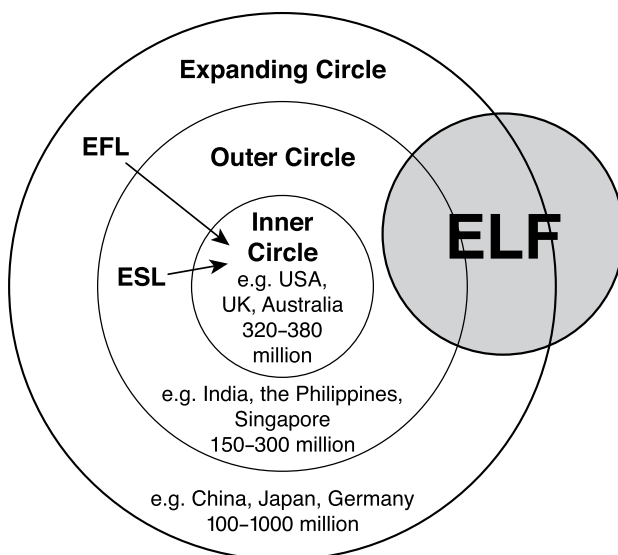 Expanding Circle
EFL
Outer Circle
ELF
Inner
Circle
ESL
e.g. USA,
UK, Australia
320–380
million
e.g. India, the Philippines,
Singapore
150–300 million
e.g. China, Japan, Germany
100–1000 million